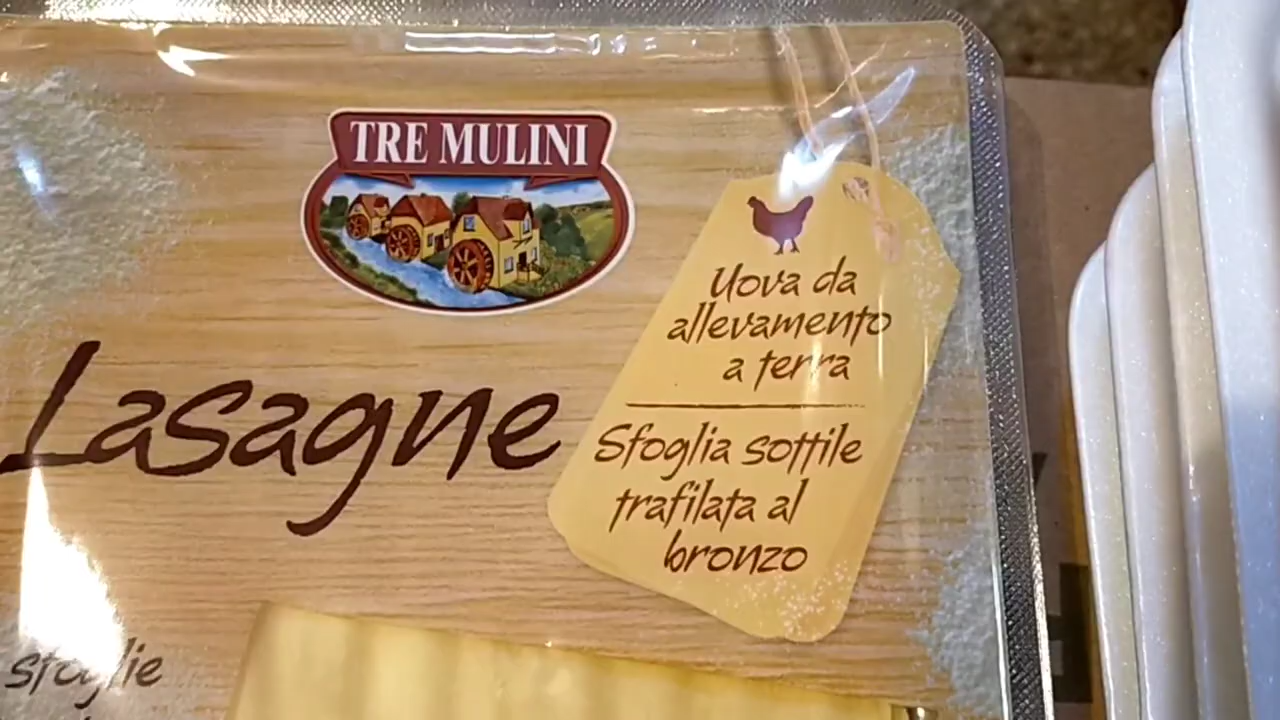 TRE MULINI
Lasagne
Uova da
allevamento
a terra
Sfoglia sottile
trafilata al
bronzo
sfoglie